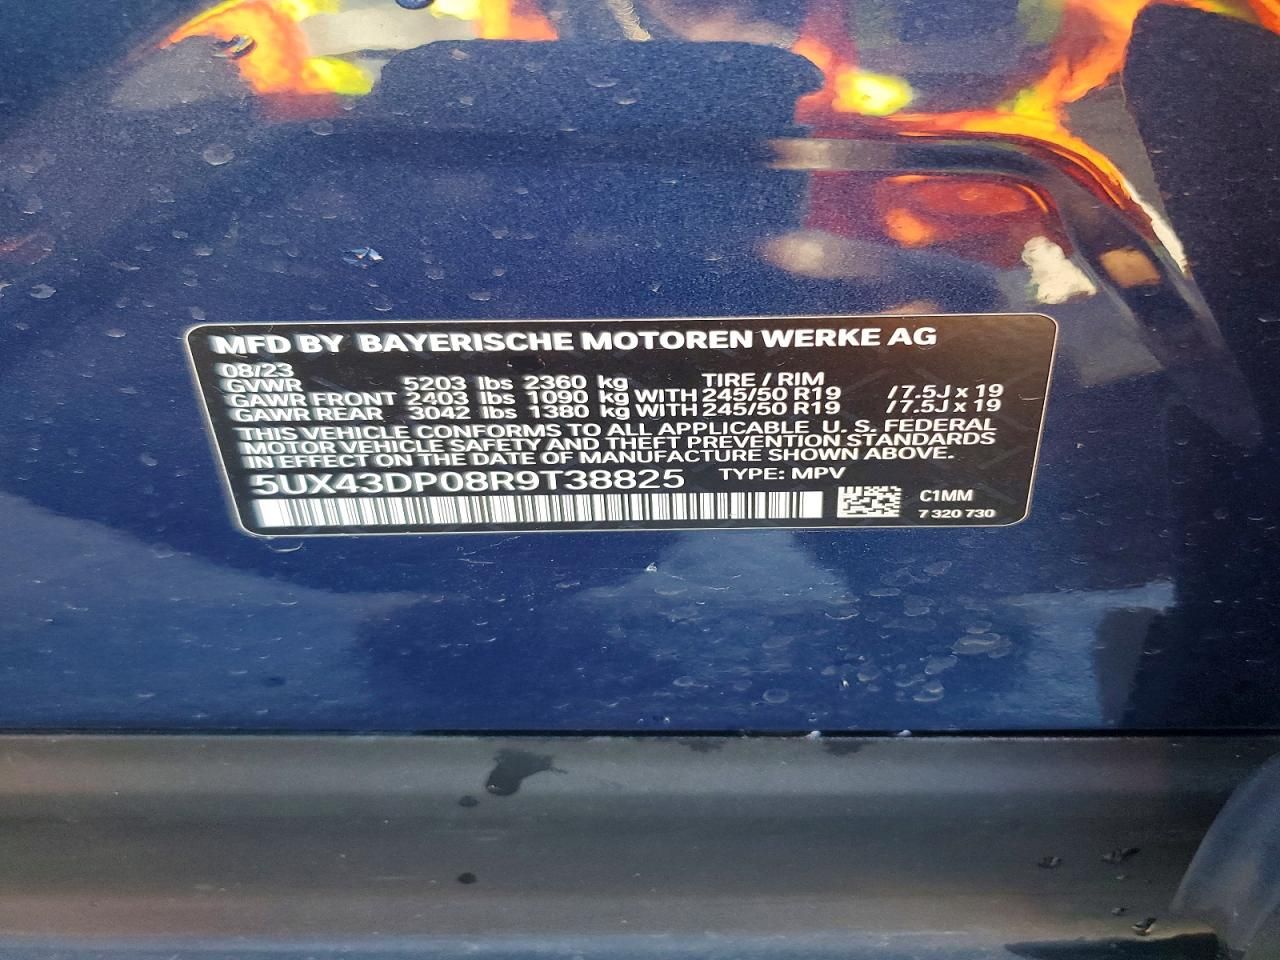 MFD BY BAYERISCHE MOTOREN WERKE AG
08/23 TIRE / RIM
GVWR 5203 lbs 2360 kg
GAWR FRONT 2403 lbs 1090 kg WITH 245/50 R19 / 7.5J x 19
GAWR REAR 3042 lbs 1380 kg WITH 245/50 R19 / 7.5J x 19
THIS VEHICLE CONFORMS TO ALL APPLICABLE U. S. FEDERAL
MOTOR VEHICLE SAFETY AND THEFT PREVENTION STANDARDS
IN EFFECT ON THE DATE OF MANUFACTURE SHOWN ABOVE.
5UX43DP08R9T38825 TYPE: MPV
C1MM
7 320 730